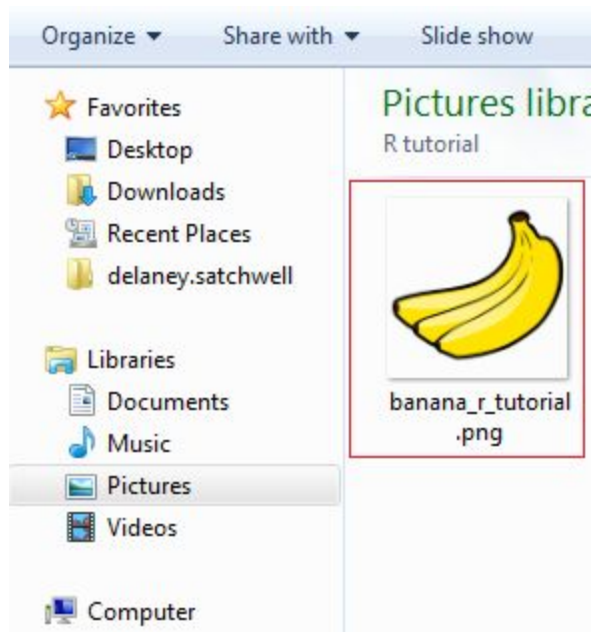 Organize
Share with
Slide show
Favorites
Desktop
Downloads
Recent Places
delaney.satchwell
Libraries
Documents
Music
Pictures
Videos
Computer
Pictures libra
R tutorial
banana_r_tutorial
.png